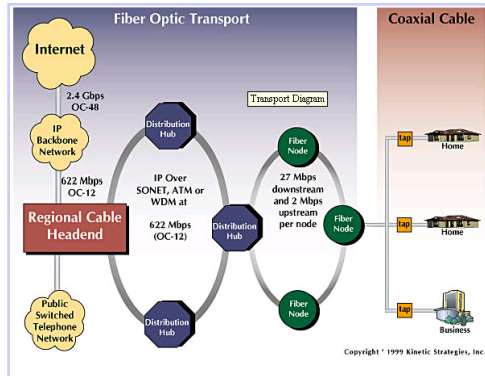 Fiber Optic Transport
Coaxial Cable
Internet
2.4 Gbps
OC-48
IP
Backbone
Network
622 Mbps
OC-12
Regional Cable
Headend
Public
Switched
Telephone
Network
Distribution
Hub
IP Over
SONET, ATM or
WDM at
622 Mbps
(OC-12)
Distribution
Hub
Distribution
Hub
Transport Diagram
Fiber
Node
27 Mbps
downstream
and 2 Mbps
upstream
per node
Fiber
Node
Fiber
Node
tap
Home
tap
Home
tap
Business
Copyright © 1999 Kinetic Strategies, Inc.